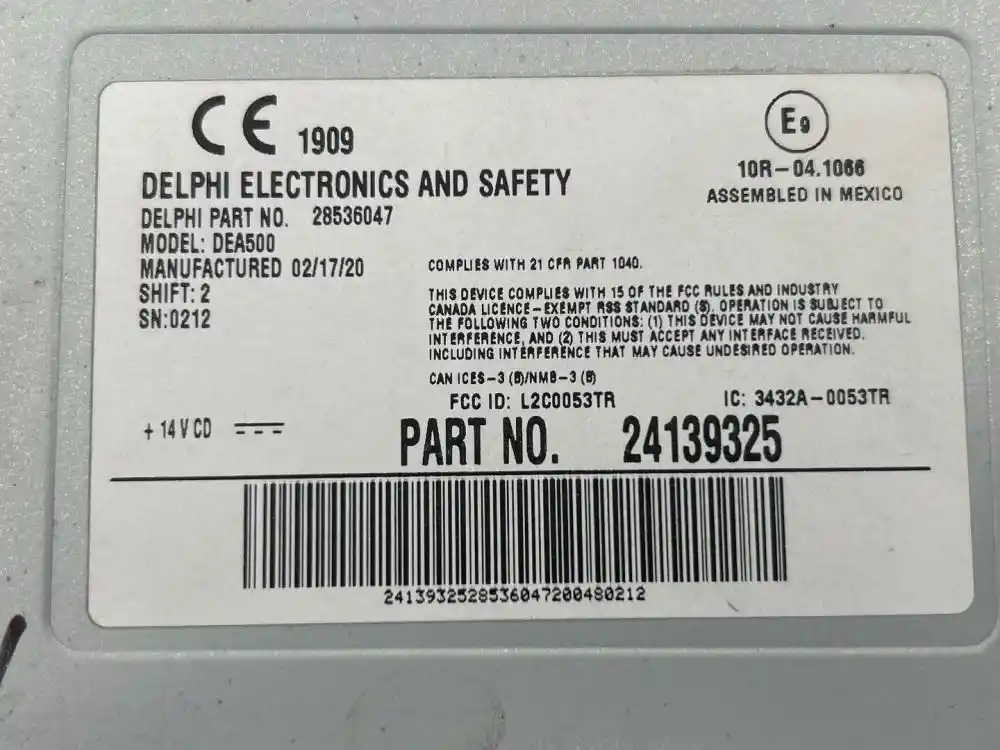 CE 1909
E9
10R-04.1066
ASSEMBLED IN MEXICO
DELPHI ELECTRONICS AND SAFETY
DELPHI PART NO. 28536047
MODEL: DEA500
MANUFACTURED 02/17/20
SHIFT: 2
SN:0212
COMPLIES WITH 21 CFR PART 1040.
THIS DEVICE COMPLIES WITH 15 OF THE FCC RULES AND INDUSTRY
CANADA LICENCE-EXEMPT RSS STANDARD (S). OPERATION IS SUBJECT TO
THE FOLLOWING TWO CONDITIONS: (1) THIS DEVICE MAY NOT CAUSE HARMFUL
INTERFERENCE, AND (2) THIS MUST ACCEPT ANY INTERFACE RECEIVED.
INCLUDING INTERFERENCE THAT MAY CAUSE UNDESIRED OPERATION.
CAN ICES-3 (B)/NMB-3 (B)
FCC ID: L2C0053TR IC: 3432A-0053TR
+ 14 V CD
PART NO. 24139325
2413932528536047200480212